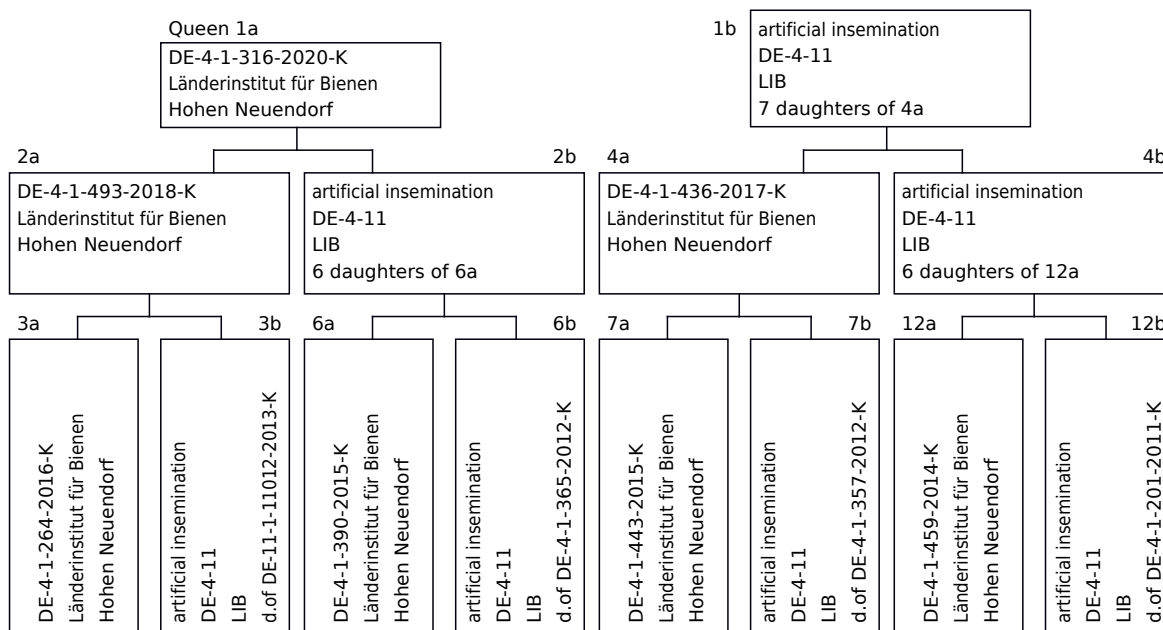 Queen 1a
DE-4-1-316-2020-K
Länderinstitut für Bienen
Hohen Neuendorf
1b
artificial insemination
DE-4-11
LIB
7 daughters of 4a
2a
DE-4-1-493-2018-K
Länderinstitut für Bienen
Hohen Neuendorf
2b
artificial insemination
DE-4-11
LIB
6 daughters of 6a
4a
DE-4-1-436-2017-K
Länderinstitut für Bienen
Hohen Neuendorf
4b
artificial insemination
DE-4-11
LIB
6 daughters of 12a
3a
DE-4-1-264-2016-K
Länderinstitut für Bienen
Hohen Neuendorf
3b
artificial insemination
DE-4-11
LIB
d.of DE-11-1-11012-2013-K
6a
DE-4-1-390-2015-K
Länderinstitut für Bienen
Hohen Neuendorf
6b
artificial insemination
DE-4-11
LIB
d.of DE-4-1-365-2012-K
7a
DE-4-1-443-2015-K
Länderinstitut für Bienen
Hohen Neuendorf
7b
artificial insemination
DE-4-11
LIB
d.of DE-4-1-357-2012-K
12a
DE-4-1-459-2014-K
Länderinstitut für Bienen
Hohen Neuendorf
12b
artificial insemination
DE-4-11
LIB
d.of DE-4-1-201-2011-K